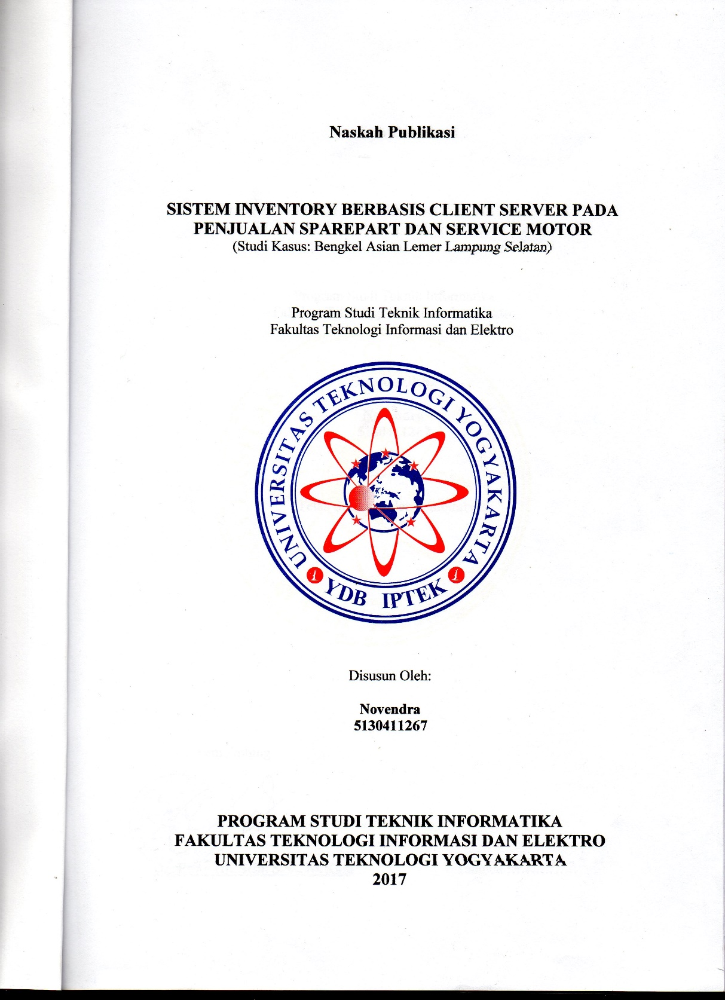 Naskah Publikasi
SISTEM INVENTORY BERBASIS CLIENT SERVER PADA
PENJUALAN SPAREPART DAN SERVICE MOTOR
(Studi Kasus: Bengkel Asian Lemer Lampung Selatan)
Program Studi Teknik Informatika
Fakultas Teknologi Informasi dan Elektro
UNIVERSITAS TEKNOLOGI YOGYAKARTA
YDB IPTEK
Disusun Oleh:
Novendra
5130411267
PROGRAM STUDI TEKNIK INFORMATIKA
FAKULTAS TEKNOLOGI INFORMASI DAN ELEKTRO
UNIVERSITAS TEKNOLOGI YOGYAKARTA
2017